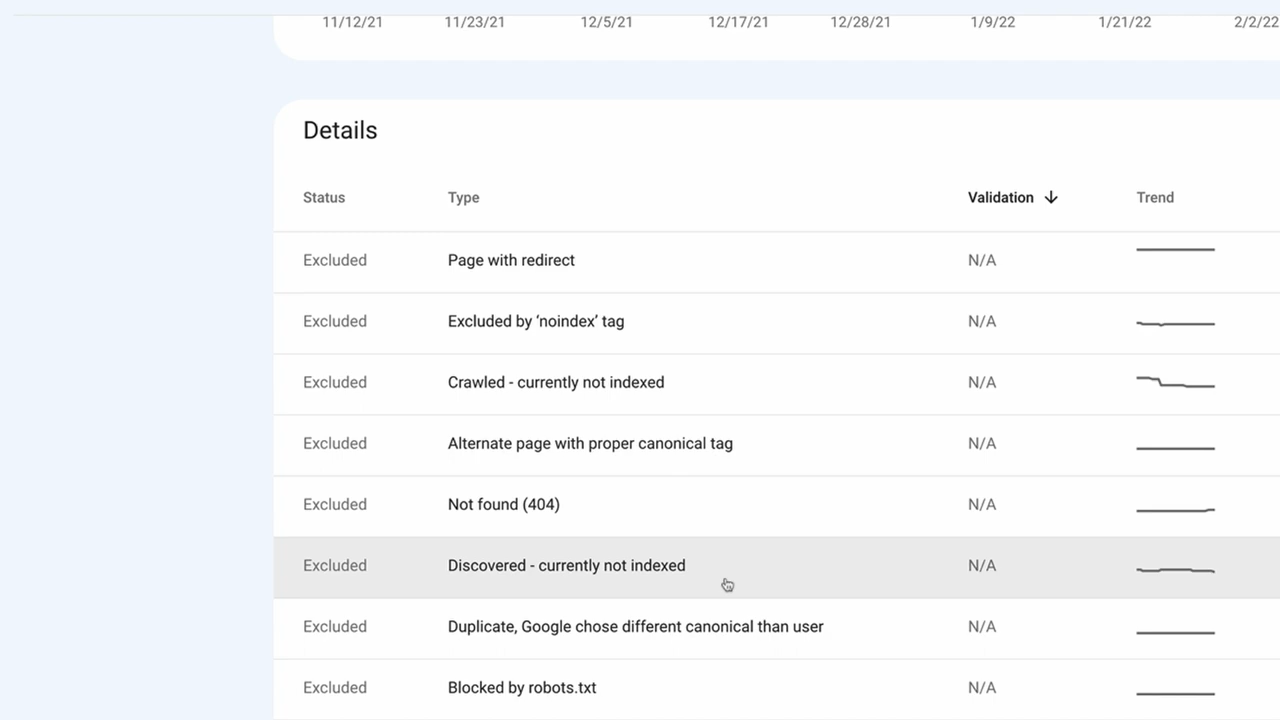 11/12/21 11/23/21 12/5/21 12/17/21 12/28/21 1/9/22 1/21/22 2/2/22
Details
Status Type Validation Trend
Excluded Page with redirect N/A
Excluded Excluded by ‘noindex’ tag N/A
Excluded Crawled - currently not indexed N/A
Excluded Alternate page with proper canonical tag N/A
Excluded Not found (404) N/A
Excluded Discovered - currently not indexed N/A
Excluded Duplicate, Google chose different canonical than user N/A
Excluded Blocked by robots.txt N/A